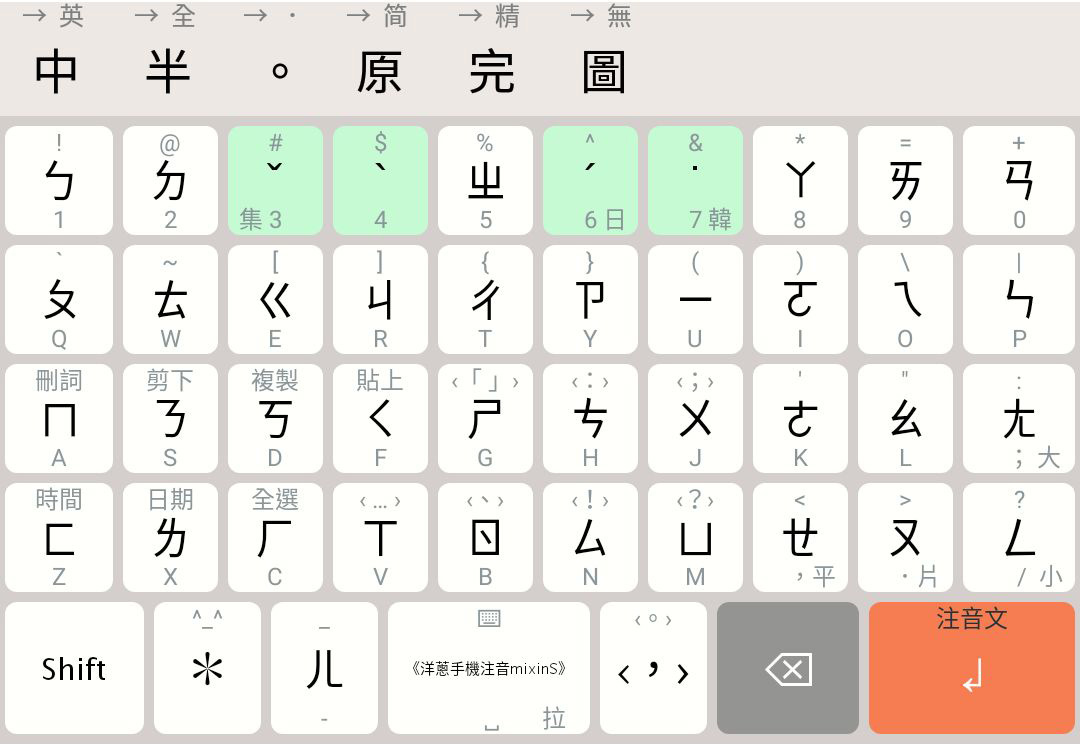 → 英 → 全 → · → 简 → 精 → 無
中 半 。 原 完 圖
! @ # $ % ^ & * = +
ㄅ ㄉ ˇ ˋ ㄓ ˊ ˙ ㄚ ㄞ ㄢ
1 2 集 3 4 5 6 日 7 韓 8 9 0
` ~ [ ] { } ( ) \ |
ㄆ ㄊ ㄍ ㄐ ㄔ ㄗ ㄧ ㄛ ㄟ ㄣ
Q W E R T Y U I O P
刪詞 剪下 複製 貼上 ‹「」› ‹：› ‹；› ' " :
ㄇ ㄋ ㄎ ㄑ ㄕ ㄘ ㄨ ㄜ ㄠ ㄤ
A S D F G H J K L ; 大
時間 日期 全選 ‹…› ‹、› ‹！› ‹？› < > ?
ㄈ ㄌ ㄏ ㄒ ㄖ ㄙ ㄩ ㄝ ㄡ ㄥ
Z X C V B N M ，平 · 片 / 小
^_^ _ ‹。› 注音文
Shift ＊ ㄦ 《洋蔥手機注音mixinS》 ‹ ， ›
- ␣ 拉